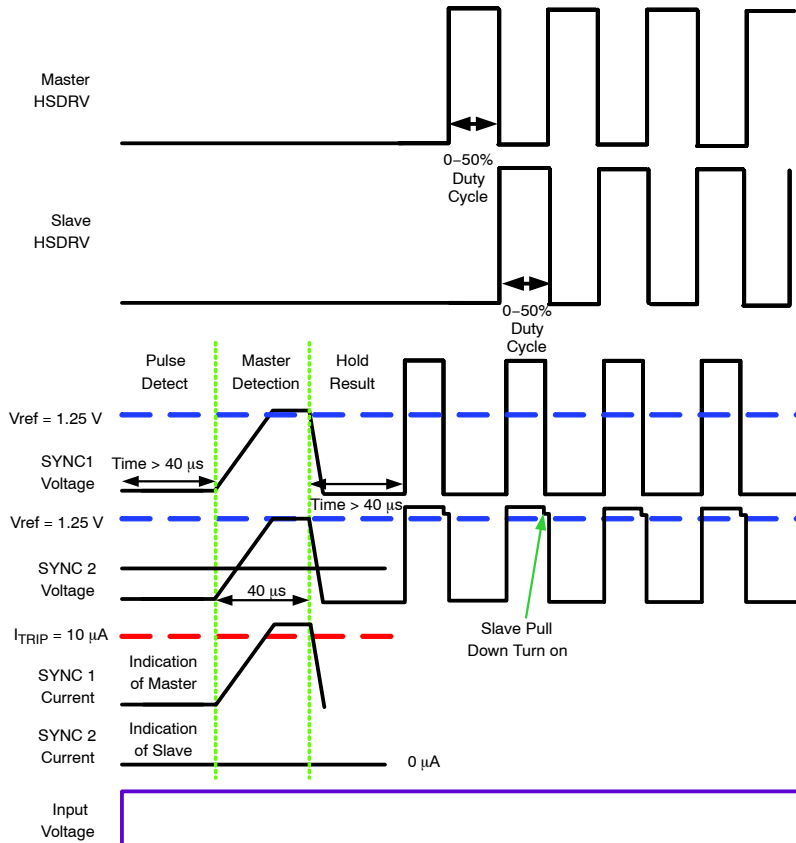 Master
HSDRV
0–50%
Duty
Cycle
Slave
HSDRV
0–50%
Duty
Cycle
Pulse
Detect
Master
Detection
Hold
Result
Vref = 1.25 V
SYNC1
Voltage
Time > 40 μs
Time > 40 μs
Vref = 1.25 V
SYNC 2
Voltage
40 μs
Slave Pull
Down Turn on
ITRIP = 10 μA
SYNC 1
Current
Indication
of Master
SYNC 2
Current
Indication
of Slave
0 μA
Input
Voltage